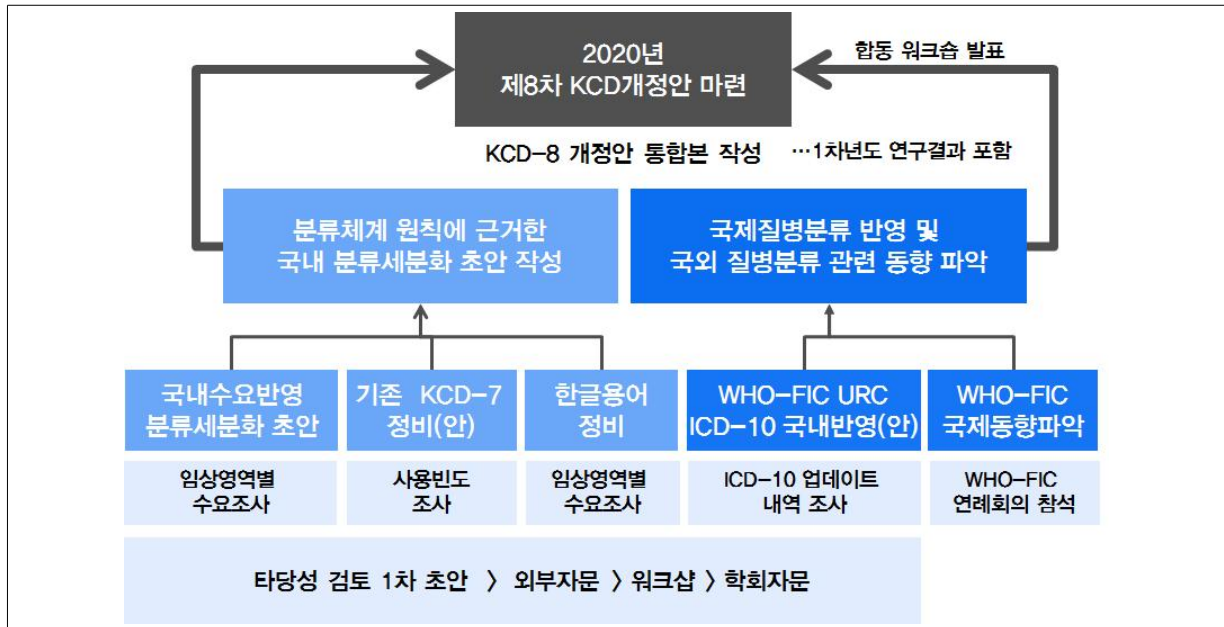 2020년
제8차 KCD개정안 마련
합동 워크숍 발표
KCD-8 개정안 통합본 작성
…1차년도 연구결과 포함
분류체계 원칙에 근거한
국내 분류세분화 초안 작성
국제질병분류 반영 및
국외 질병분류 관련 동향 파악
국내수요반영
분류세분화 초안
기존 KCD-7
정비(안)
한글용어
정비
WHO-FIC URC
ICD-10 국내반영(안)
WHO-FIC
국제동향파악
임상영역별
수요조사
사용빈도
조사
임상영역별
수요조사
ICD-10 업데이트
내역 조사
WHO-FIC
연례회의 참석
타당성 검토 1차 초안 > 외부자문 > 워크샵 > 학회자문